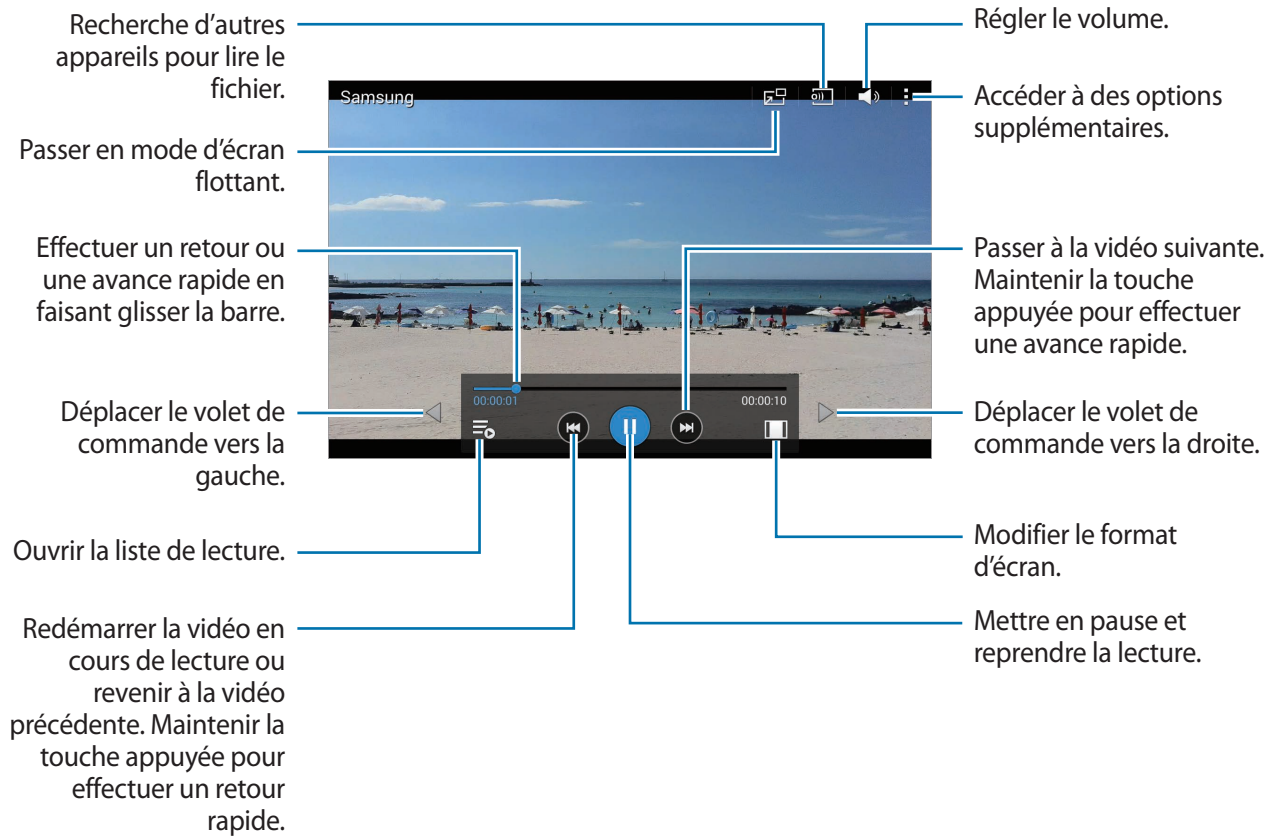 Recherche d'autres
appareils pour lire le
fichier.
Passer en mode d'écran
flottant.
Effectuer un retour ou
une avance rapide en
faisant glisser la barre.
Déplacer le volet de
commande vers la
gauche.
Ouvrir la liste de lecture.
Redémarrer la vidéo en
cours de lecture ou
revenir à la vidéo
précédente. Maintenir la
touche appuyée pour
effectuer un retour
rapide.
Samsung
00:00:01
00:00:10
Régler le volume.
Accéder à des options
supplémentaires.
Passer à la vidéo suivante.
Maintenir la touche
appuyée pour effectuer
une avance rapide.
Déplacer le volet de
commande vers la droite.
Modifier le format
d'écran.
Mettre en pause et
reprendre la lecture.